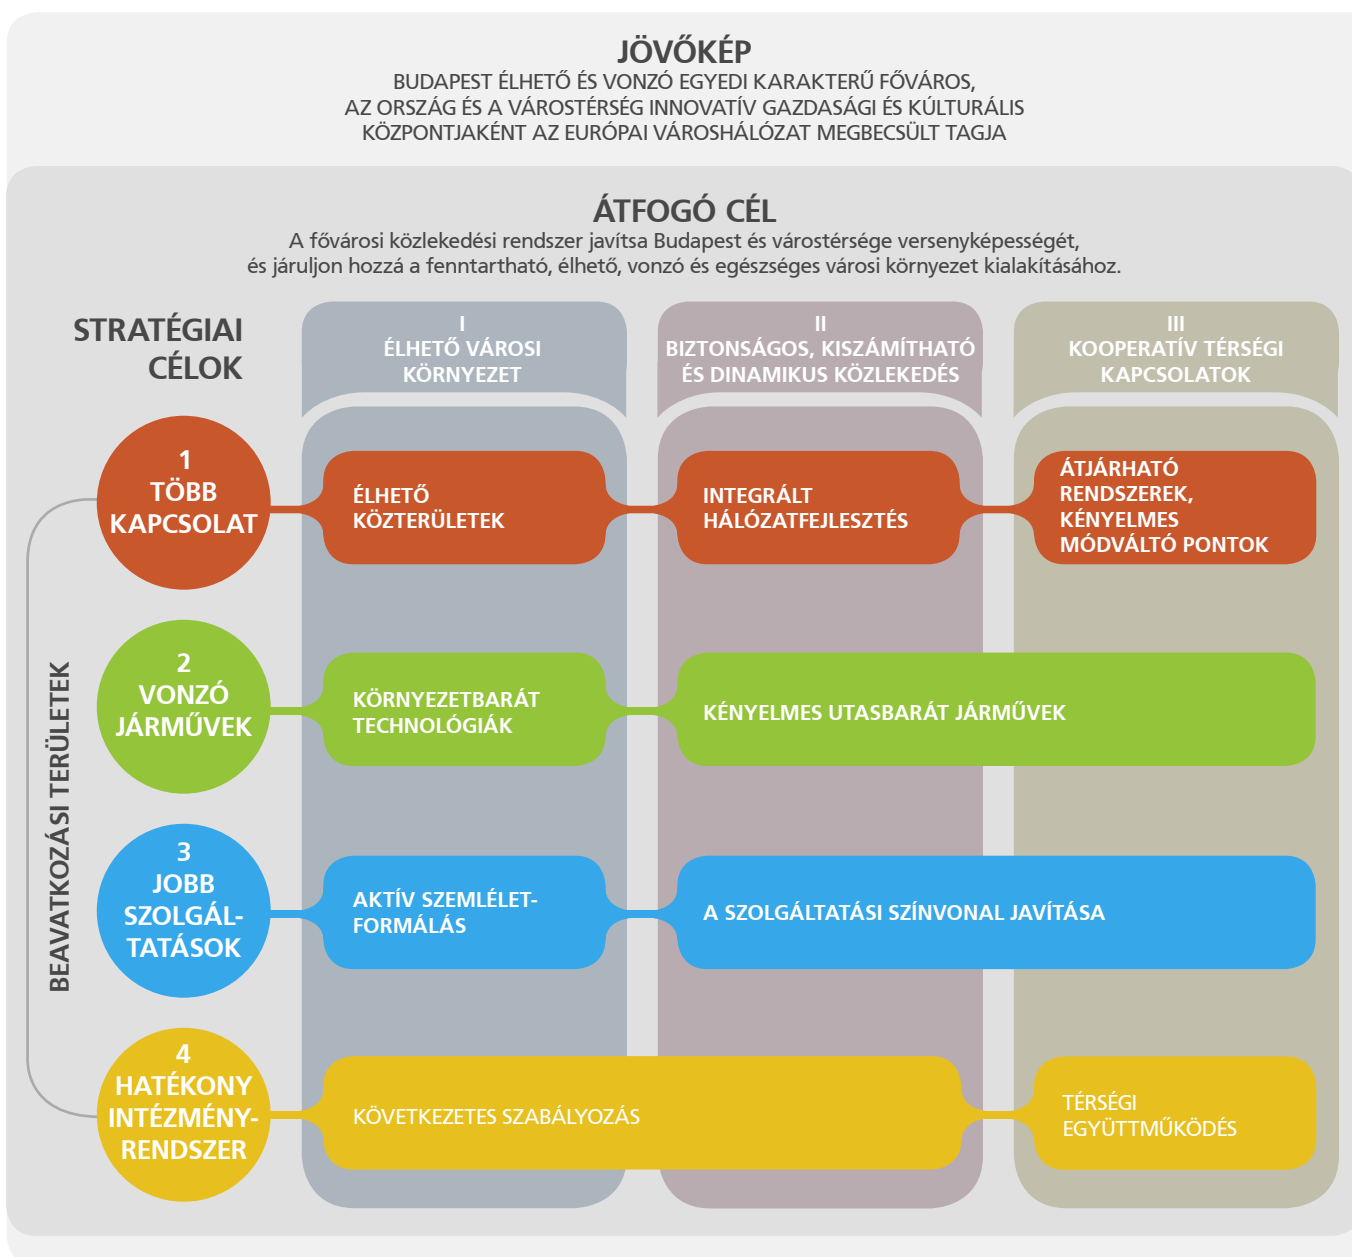 JÖVŐKÉP
BUDAPEST ÉLHETŐ ÉS VONZÓ EGYEDI KARAKTERŰ FŐVÁROS,
AZ ORSZÁG ÉS A VÁROSTÉRSÉG INNOVATÍV GAZDASÁGI ÉS KÚLTURÁLIS
KÖZPONTJAKÉNT AZ EURÓPAI VÁROSHÁLÓZAT MEGBECSÜLT TAGJA
ÁTFOGÓ CÉL
A fővárosi közlekedési rendszer javítsa Budapest és várostérsége versenyképességét,
és járuljon hozzá a fenntartható, élhető, vonzó és egészséges városi környezet kialakításához.
STRATÉGIAI
CÉLOK
I
ÉLHETŐ VÁROSI
KÖRNYEZET
II
BIZTONSÁGOS, KISZÁMÍTHATÓ
ÉS DINAMIKUS KÖZLEKEDÉS
III
KOOPERATÍV TÉRSÉGI
KAPCSOLATOK
BEAVATKOZÁSI TERÜLETEK
1
TÖBB
KAPCSOLAT
ÉLHETŐ
KÖZTERÜLETEK
INTEGRÁLT
HÁLÓZATFEJLESZTÉS
ÁTJÁRHATÓ
RENDSZEREK,
KÉNYELMES
MÓDVÁLTÓ PONTOK
2
VONZÓ
JÁRMŰVEK
KÖRNYEZETBARÁT
TECHNOLÓGIÁK
KÉNYELMES UTASBARÁT JÁRMŰVEK
3
JOBB
SZOLGÁL-
TATÁSOK
AKTÍV SZEMLÉLET-
FORMÁLÁS
A SZOLGÁLTATÁSI SZÍNVONAL JAVÍTÁSA
4
HATÉKONY
INTÉZMÉNY-
RENDSZER
KÖVETKEZETES SZABÁLYOZÁS
TÉRSÉGI
EGYÜTTMŰKÖDÉS